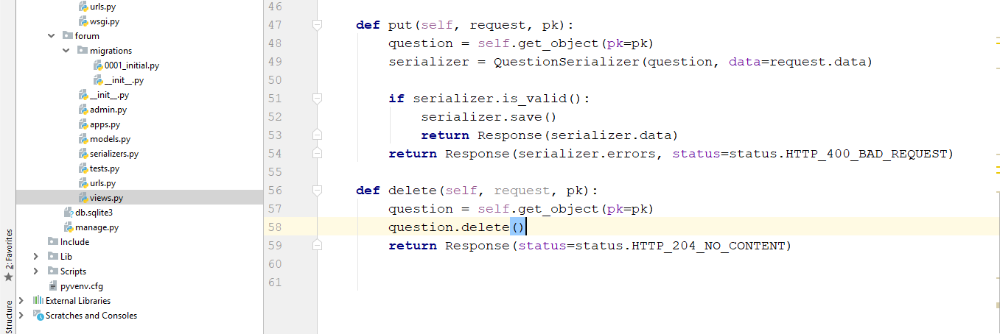 urls.py
wsgi.py
forum
migrations
0001_initial.py
__init__.py
__init__.py
admin.py
apps.py
models.py
serializers.py
tests.py
urls.py
views.py
db.sqlite3
manage.py
Include
Lib
Scripts
pyvenv.cfg
External Libraries
Scratches and Consoles
2: Favorites
Structure
46
47 def put(self, request, pk):
48 question = self.get_object(pk=pk)
49 serializer = QuestionSerializer(question, data=request.data)
50
51 if serializer.is_valid():
52 serializer.save()
53 return Response(serializer.data)
54 return Response(serializer.errors, status=status.HTTP_400_BAD_REQUEST)
55
56 def delete(self, request, pk):
57 question = self.get_object(pk=pk)
58 question.delete()
59 return Response(status=status.HTTP_204_NO_CONTENT)
60
61